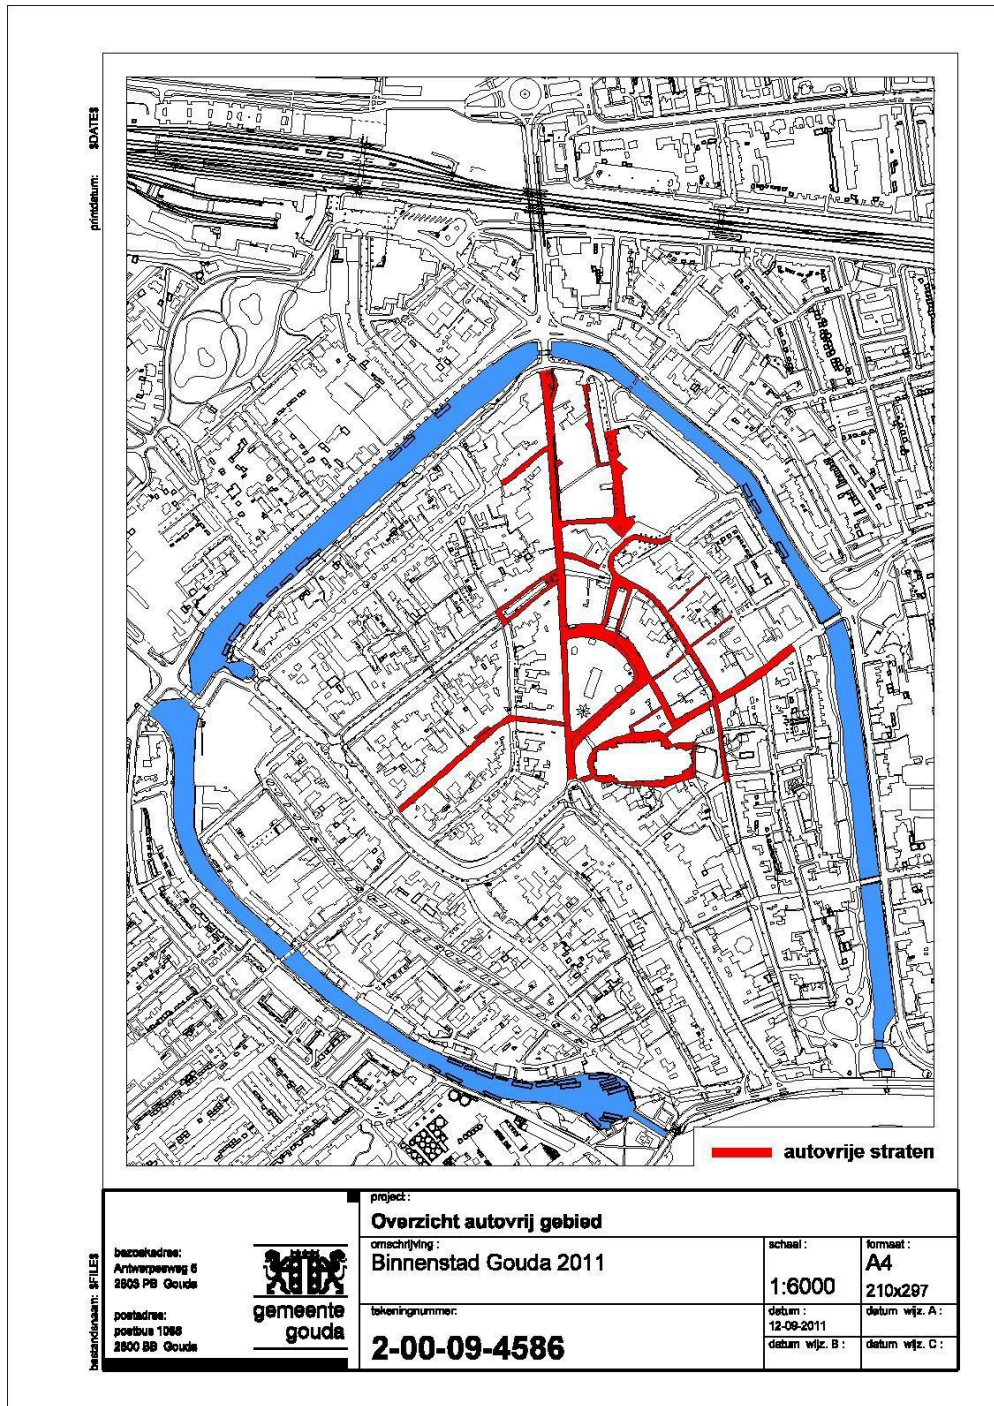 printdatum: $DATE$
autovrije straten
bestandsnaam: $FILE$
bezoekadres:
Antwerpseweg 5
2803 PB Gouda
postadres:
postbus 1086
2800 BB Gouda
gemeente
gouda
project :
Overzicht autovrij gebied
omschrijving :
Binnenstad Gouda 2011
schaal :
1:6000
formaat :
A4
210x297
tekeningnummer:
2-00-09-4586
datum :
12-09-2011
datum wijz. A :
datum wijz. B :
datum wijz. C :